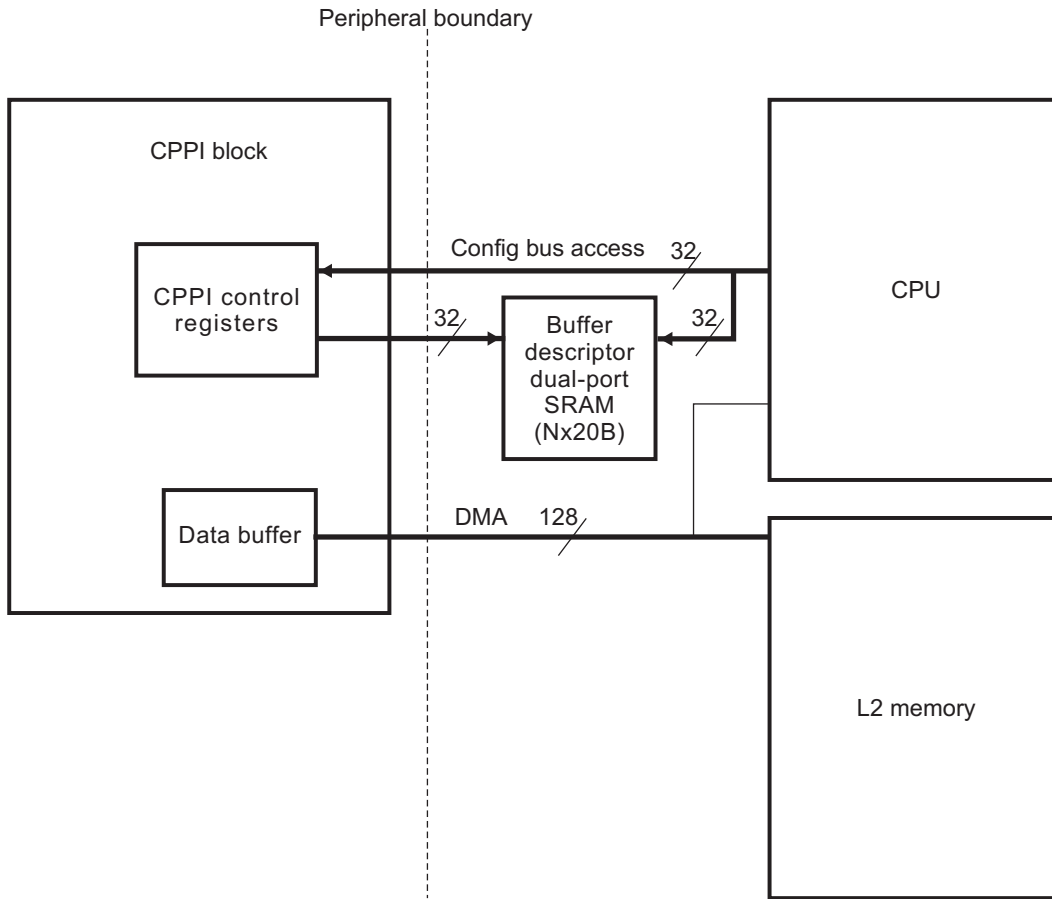 Peripheral boundary
CPPI block
Config bus access
32
CPPI control
registers
32
Buffer
descriptor
dual-port
SRAM
(Nx20B)
32
CPU
Data buffer
DMA 128
L2 memory